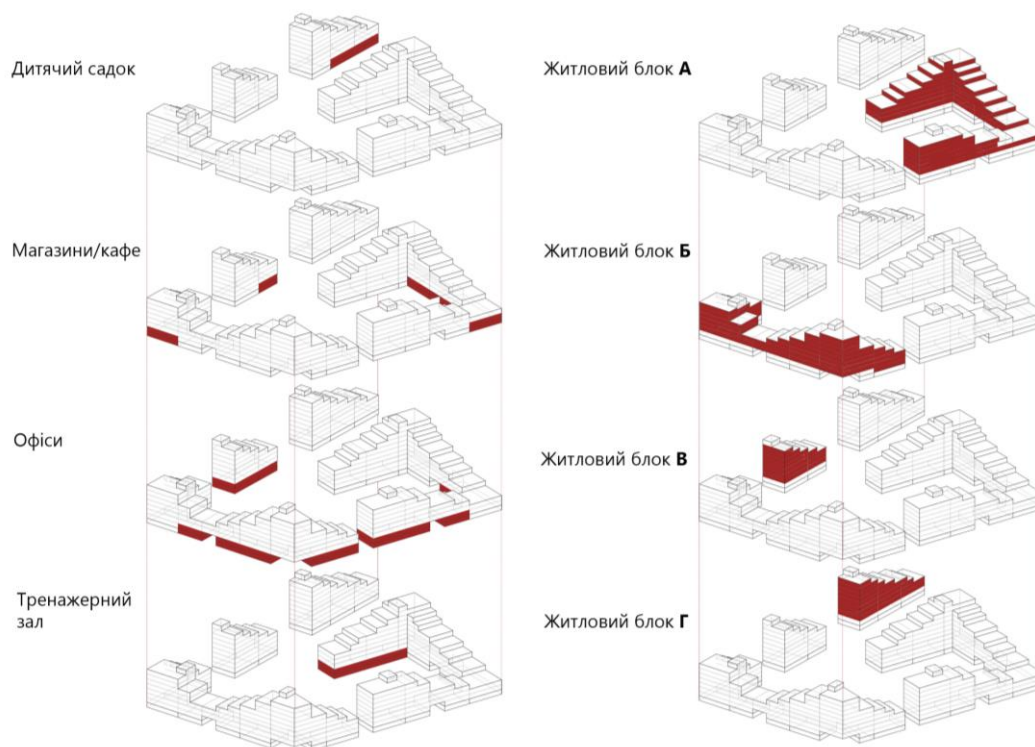 Дитячий садок
Магазини/кафе
Офіси
Тренажерний
зал
Житловий блок А
Житловий блок Б
Житловий блок В
Житловий блок Г